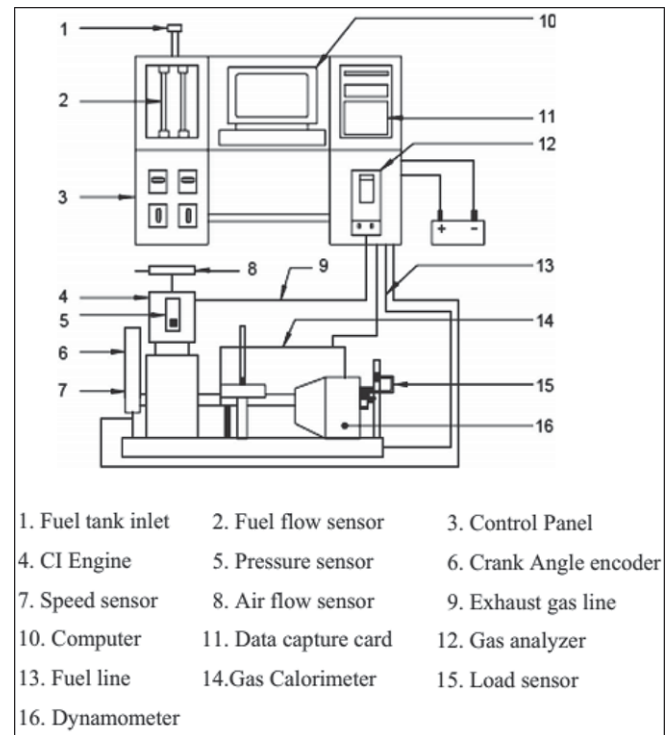 1
10
2
11
12
3
+ -
8
9
13
4
5
14
6
7
15
16
1. Fuel tank inlet 2. Fuel flow sensor 3. Control Panel
4. CI Engine 5. Pressure sensor 6. Crank Angle encoder
7. Speed sensor 8. Air flow sensor 9. Exhaust gas line
10. Computer 11. Data capture card 12. Gas analyzer
13. Fuel line 14.Gas Calorimeter 15. Load sensor
16. Dynamometer